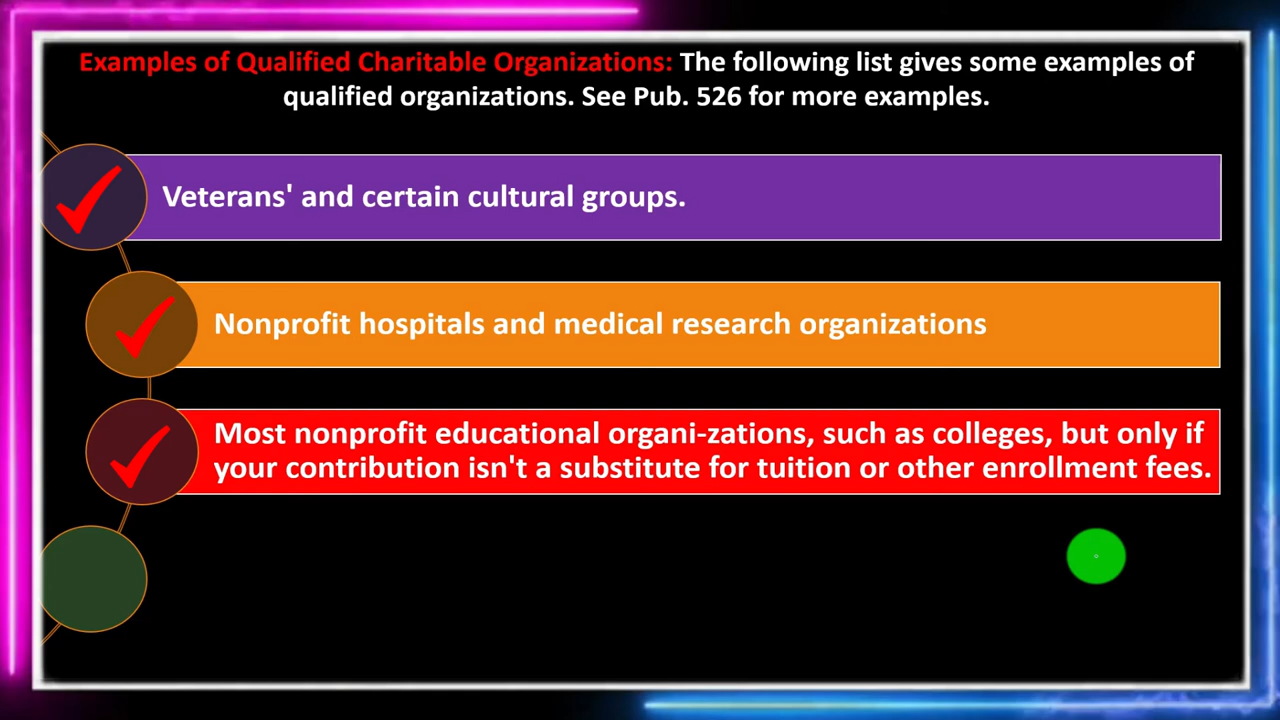 Examples of Qualified Charitable Organizations: The following list gives some examples of
qualified organizations. See Pub. 526 for more examples.
Veterans' and certain cultural groups.
Nonprofit hospitals and medical research organizations
Most nonprofit educational organi-zations, such as colleges, but only if
your contribution isn't a substitute for tuition or other enrollment fees.